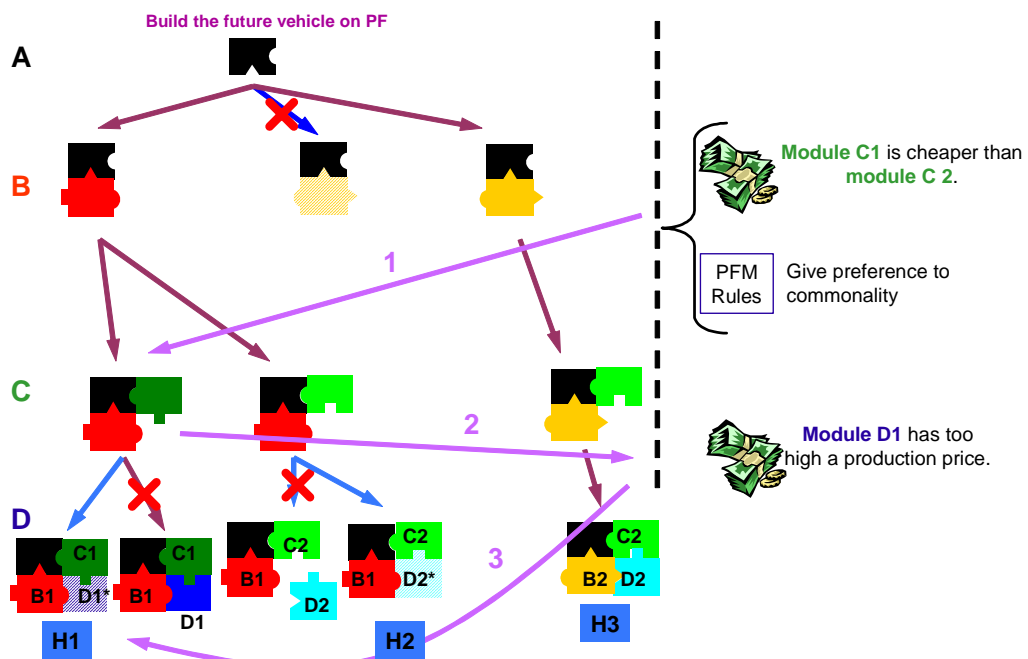 Build the future vehicle on PF
A
B
Module C1 is cheaper than
module C 2.
1
PFM
Rules
Give preference to
commonality
C
2
Module D1 has too
high a production price.
D
3
C1
B1
D1*
C1
B1
D1
C2
B1
D2
C2
B1
D2*
C2
B2
D2
H1
H2
H3